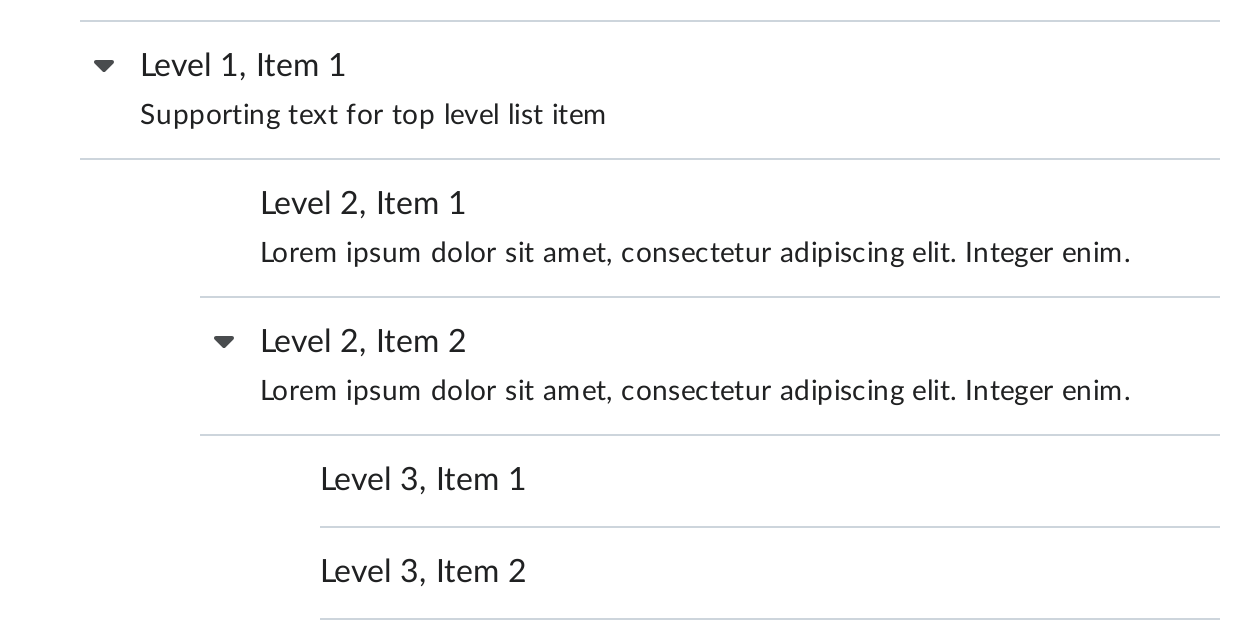 Level 1, Item 1
Supporting text for top level list item
Level 2, Item 1
Lorem ipsum dolor sit amet, consectetur adipiscing elit. Integer enim.
Level 2, Item 2
Lorem ipsum dolor sit amet, consectetur adipiscing elit. Integer enim.
Level 3, Item 1
Level 3, Item 2